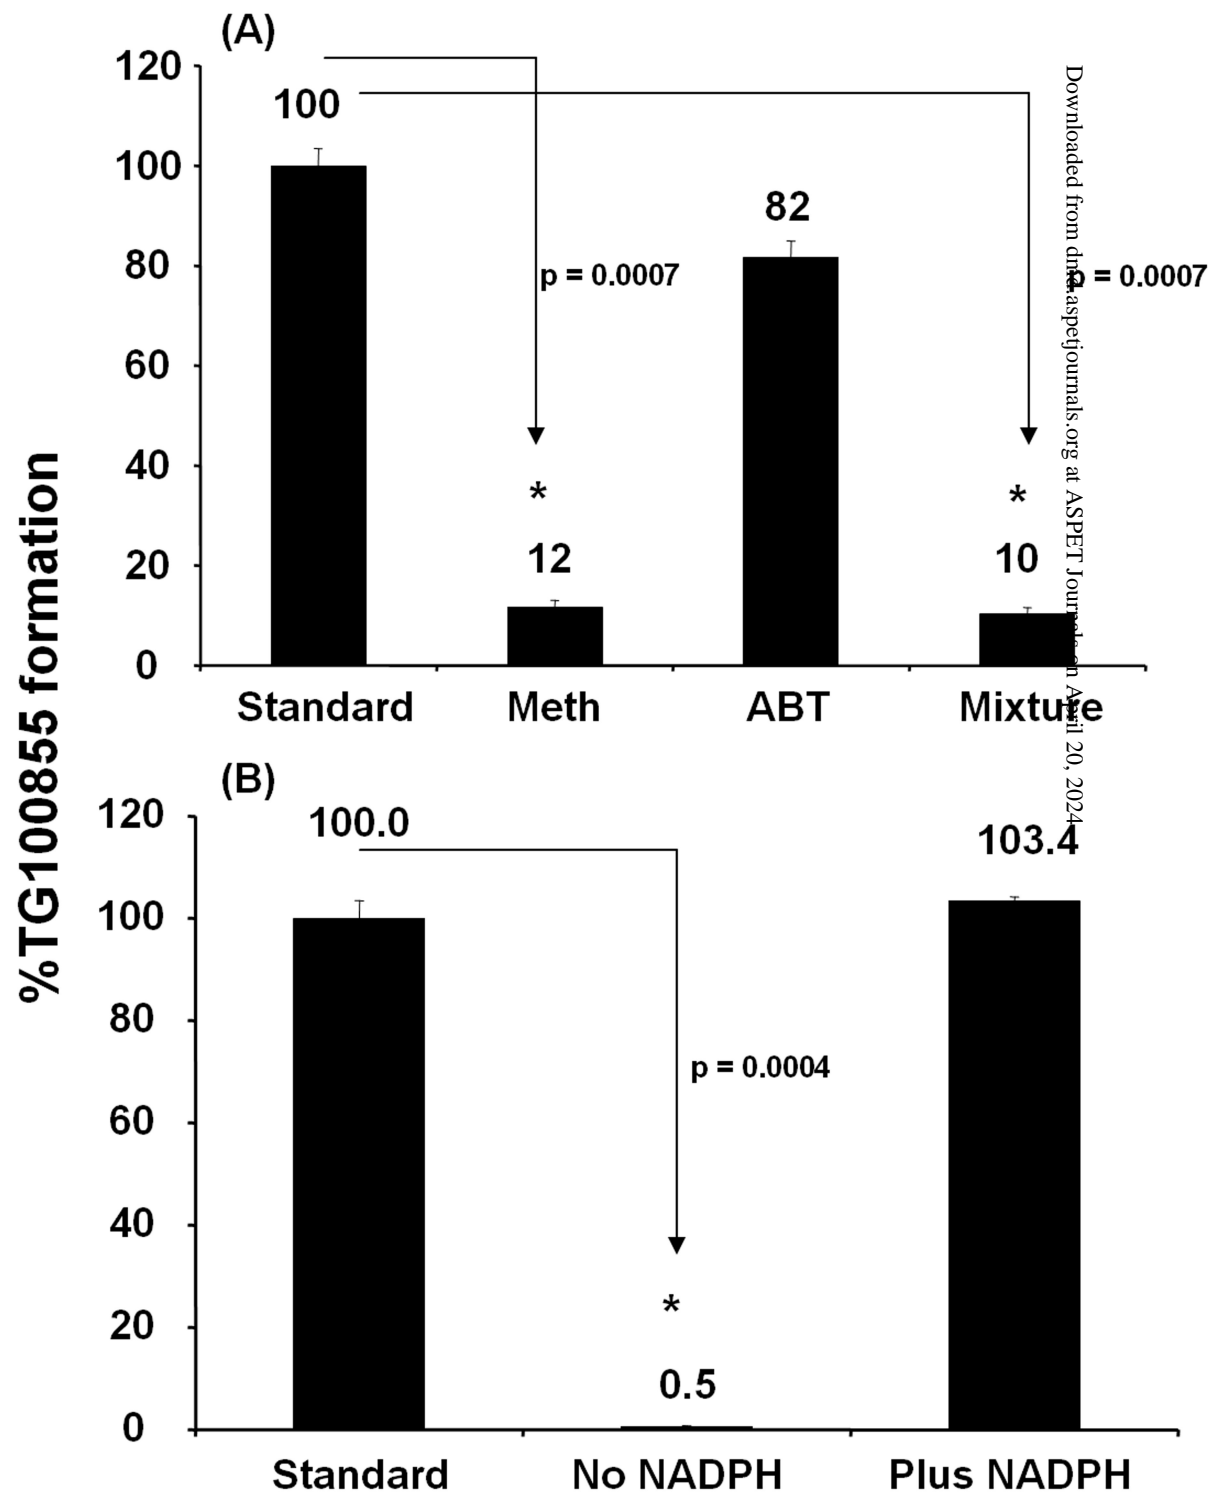 (A)
120
100
80
60
40
20
0
100
12
82
10
p = 0.0007
p = 0.0007
*
*
Standard Meth ABT Mixture
%TG100855 formation
(B)
120
100
80
60
40
20
0
100.0
0.5
103.4
p = 0.0004
*
Standard No NADPH Plus NADPH
Downloaded from dmd.aspetjournals.org at ASPET Journals on April 20, 2024